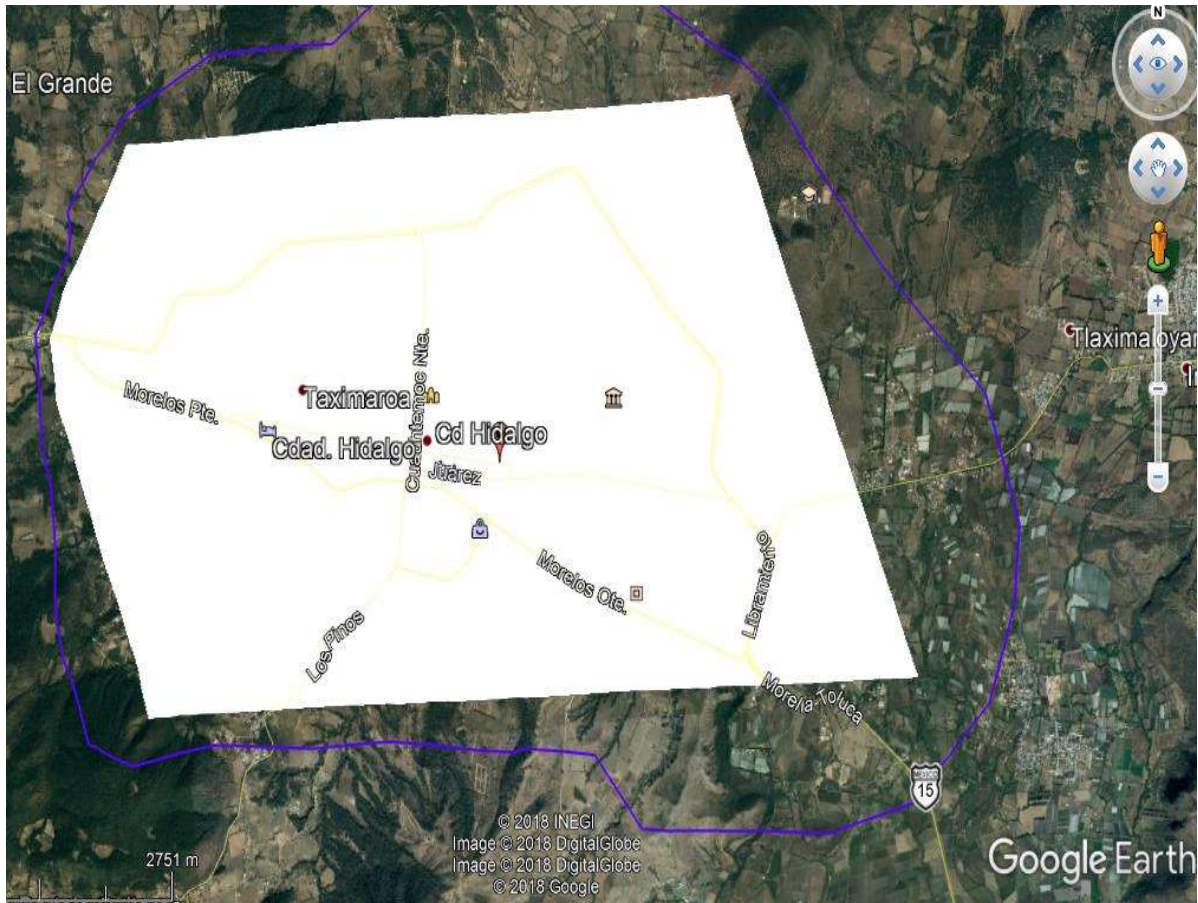 N
El Grande
Tlaximaloyan
Cuauhtemoc Nte.
Morelos Pte.
Taximaroa
Cd Hidalgo
Cdad. Hidalgo
Juárez
Morelos Ote.
Libramiento
Los Pinos
Morelia-Toluca
MEXICO
15
© 2018 INEGI
Image © 2018 DigitalGlobe
Image © 2018 DigitalGlobe
© 2018 Google
2751 m
Google Earth